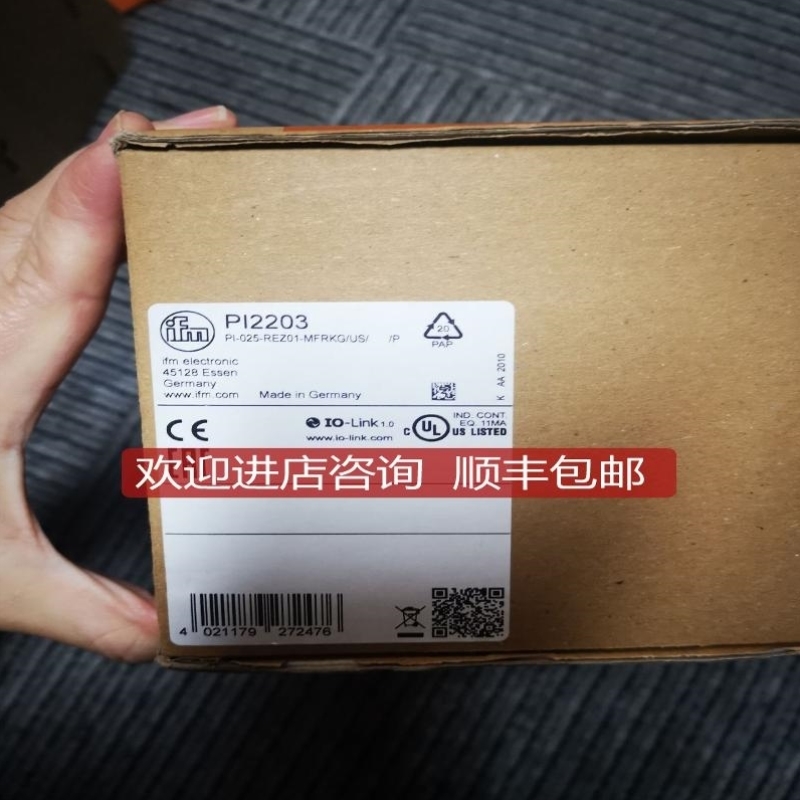 ifm
PI2203
PI-025-REZ01-MFRKG/US/ /P
20
PAP
ifm electronic
45128 Essen
Germany
www.ifm.com
Made in Germany
K AA 2010
CE
IO-Link 1.0
www.io-link.com
C UL US LISTED
IND. CONT.
EQ. 11MA
欢迎进店咨询 顺丰包邮
4 021179 272476